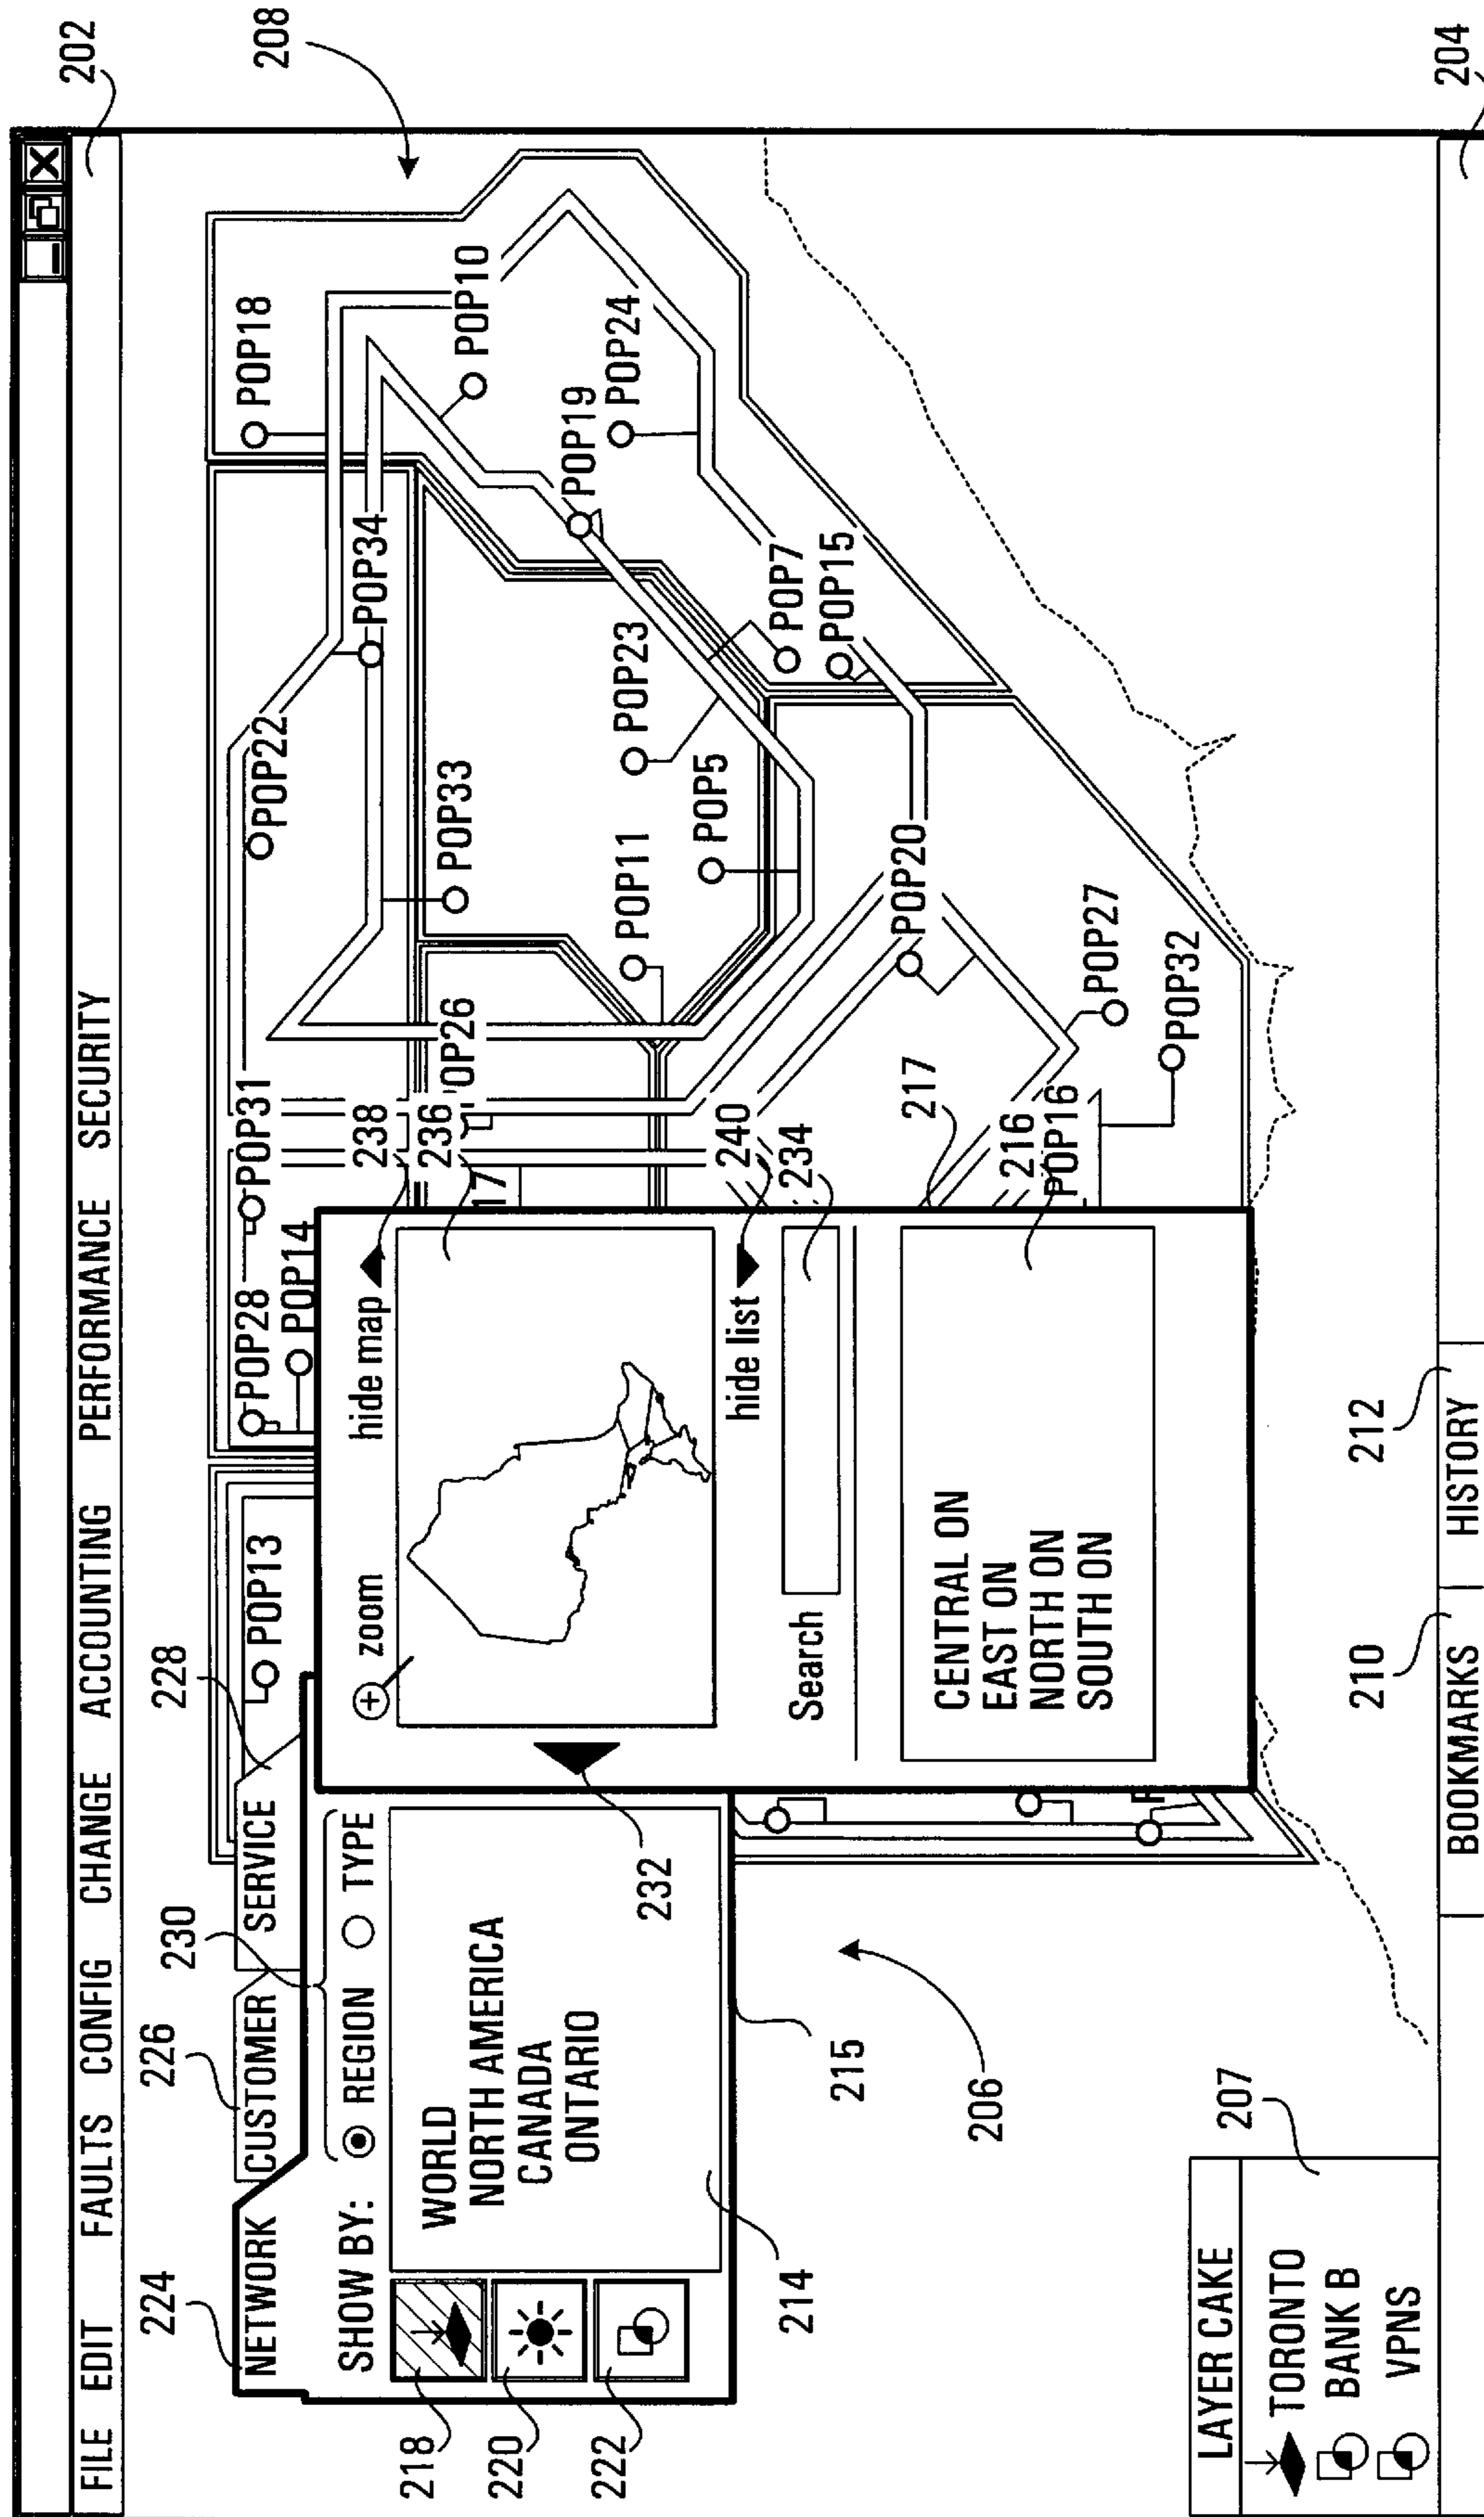 202
FILE EDIT FAULTS CONFIG CHANGE ACCOUNTING PERFORMANCE SECURITY
208
224
226
230
228
NETWORK
CUSTOMER
SERVICE
POP13
POP28
POP14
POP31
POP22
POP34
POP18
POP33
POP10
POP26
17
POP11
POP23
POP19
POP24
POP5
POP7
POP15
POP20
POP27
POP32
POP16
SHOW BY: REGION TYPE
WORLD
NORTH AMERICA
CANADA
ONTARIO
218
220
222
214
215
206
232
zoom
hide map
238
236
hide list
240
Search
234
217
216
CENTRAL ON
EAST ON
NORTH ON
SOUTH ON
207
LAYER CAKE
TORONTO
BANK B
VPNS
210
212
BOOKMARKS
HISTORY
204